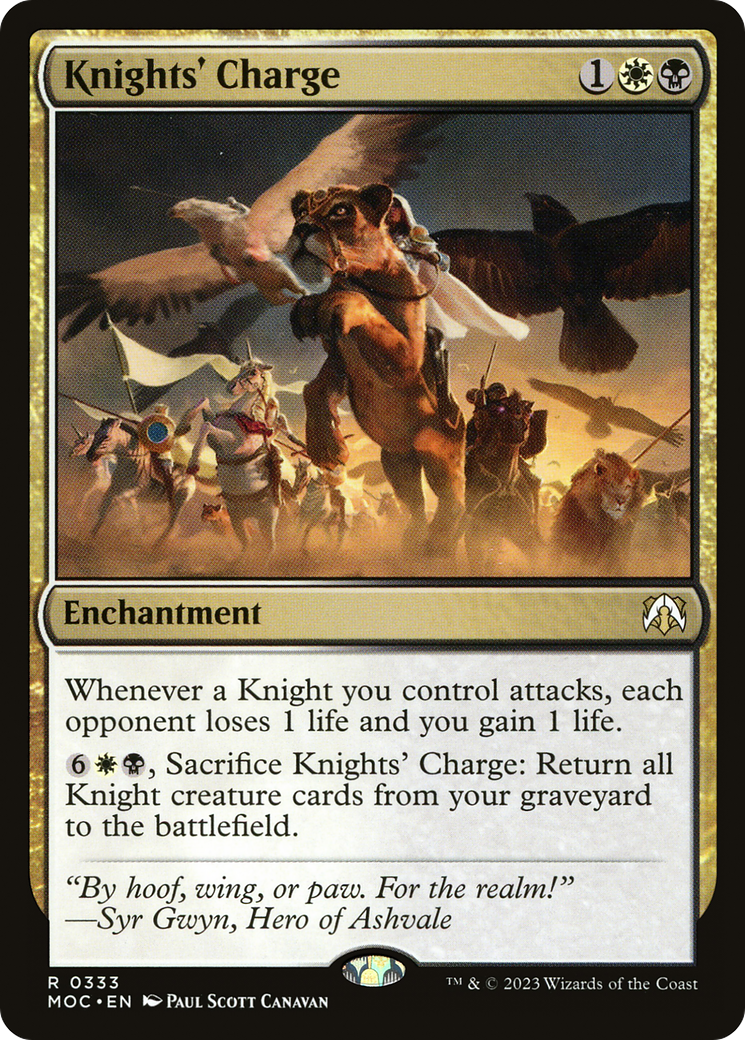 Knights' Charge 1
Enchantment
Whenever a Knight you control attacks, each
opponent loses 1 life and you gain 1 life.
6, Sacrifice Knights' Charge: Return all
Knight creature cards from your graveyard
to the battlefield.
“By hoof, wing, or paw. For the realm!”
—Syr Gwyn, Hero of Ashvale
R 0333
MOC • EN Paul Scott Canavan
™ & © 2023 Wizards of the Coast